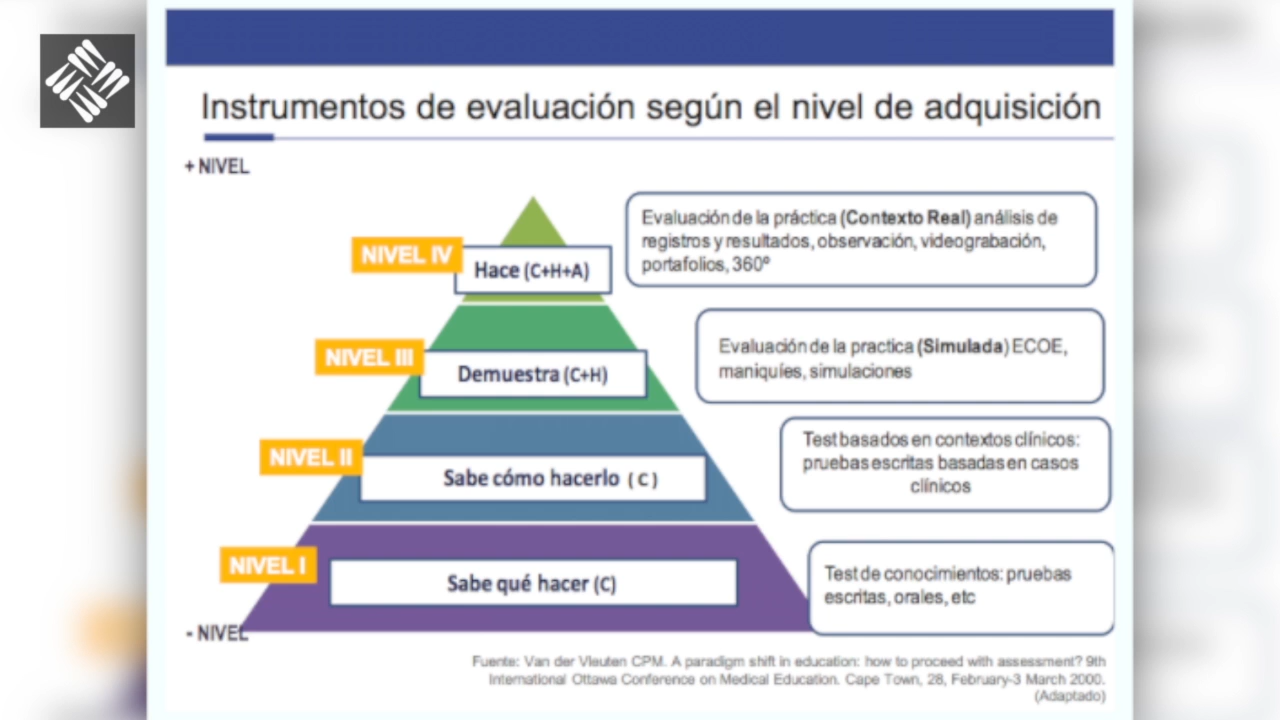 Instrumentos de evaluación según el nivel de adquisición
+ NIVEL
NIVEL IV
Hace (C+H+A)
Evaluación de la práctica (Contexto Real) análisis de
registros y resultados, observación, videograbación,
portafolios, 360º
NIVEL III
Demuestra (C+H)
Evaluación de la practica (Simulada) ECOE,
maniquíes, simulaciones
NIVEL II
Sabe cómo hacerlo ( C )
Test basados en contextos clínicos:
pruebas escritas basadas en casos
clínicos
NIVEL I
Sabe qué hacer (C)
Test de conocimientos: pruebas
escritas, orales, etc
- NIVEL
Fuente: Van der Vleuten CPM. A paradigm shift in education: how to proceed with assessment? 9th
International Ottawa Conference on Medical Education. Cape Town, 28, February-3 March 2000.
(Adaptado)